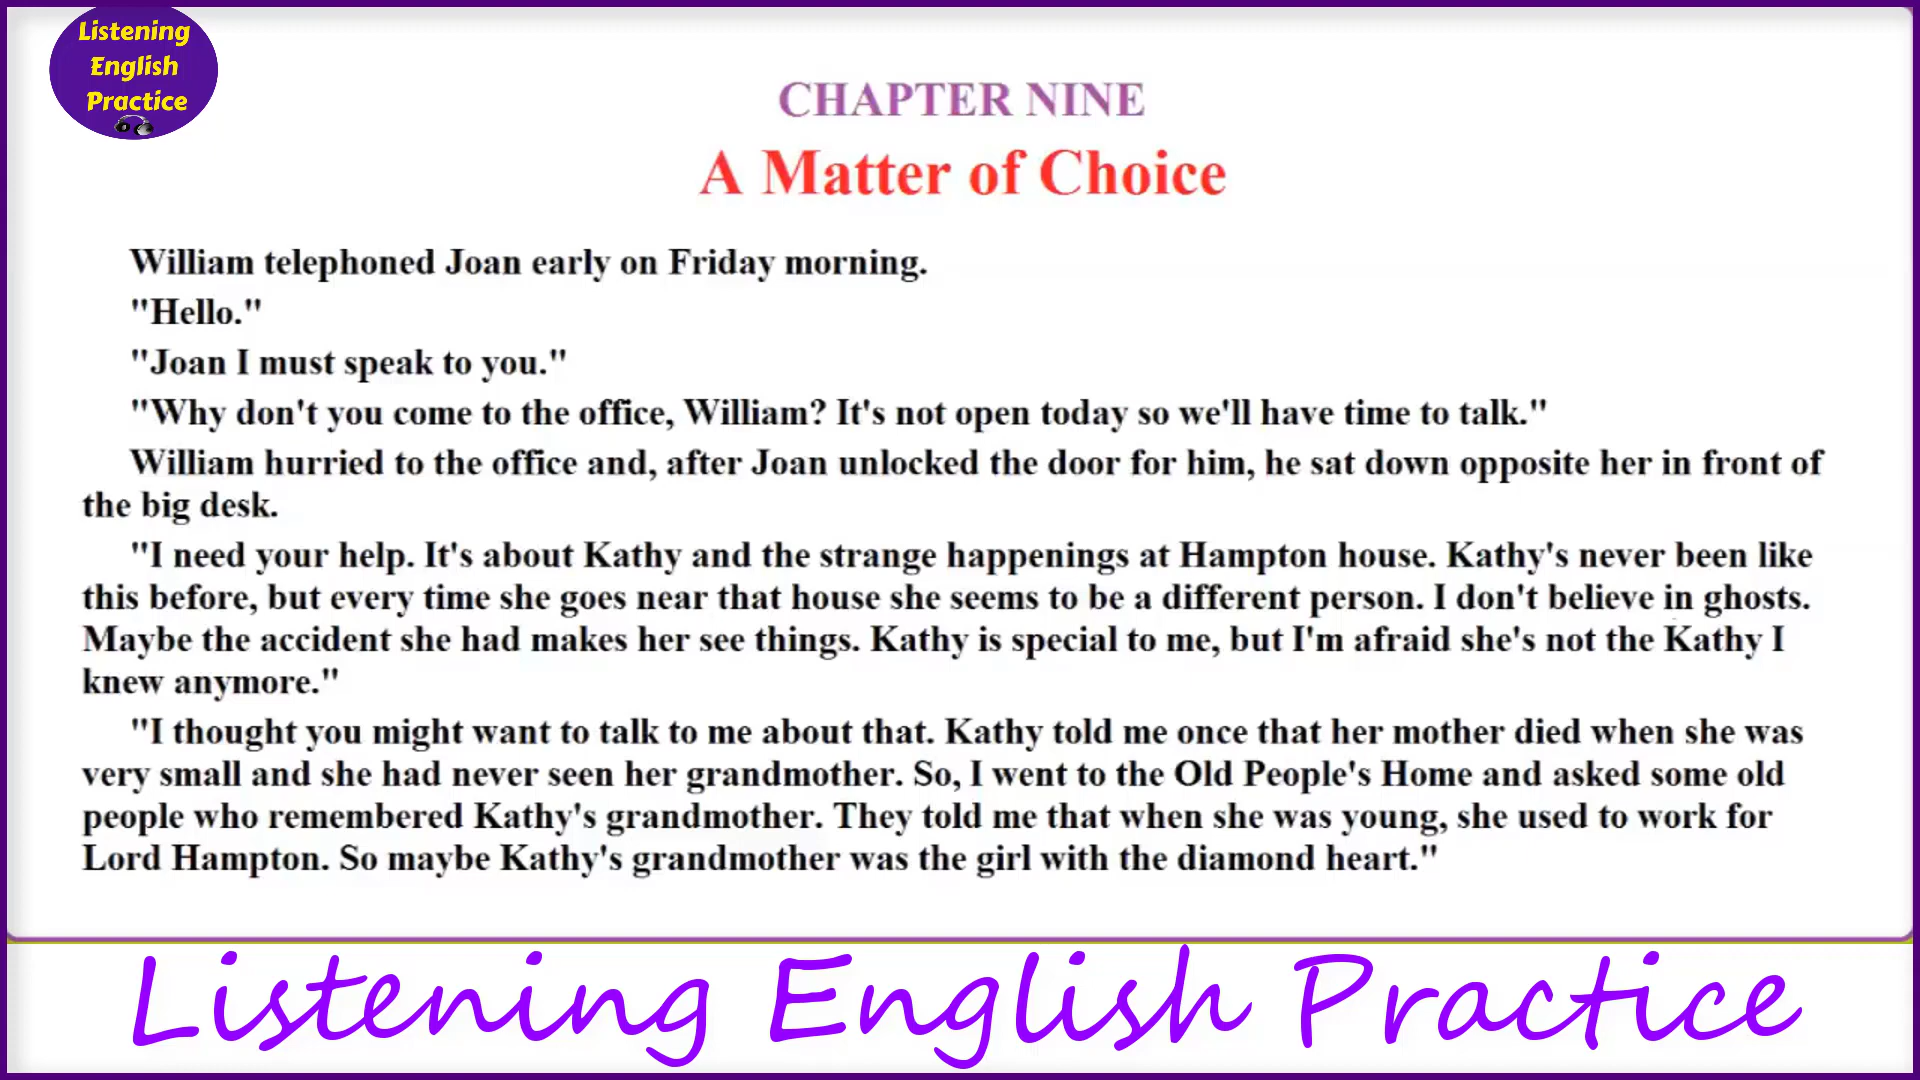 Listening
English
Practice
CHAPTER NINE
A Matter of Choice
William telephoned Joan early on Friday morning.
"Hello."
"Joan I must speak to you."
"Why don't you come to the office, William? It's not open today so we'll have time to talk."
William hurried to the office and, after Joan unlocked the door for him, he sat down opposite her in front of
the big desk.
"I need your help. It's about Kathy and the strange happenings at Hampton house. Kathy's never been like
this before, but every time she goes near that house she seems to be a different person. I don't believe in ghosts.
Maybe the accident she had makes her see things. Kathy is special to me, but I'm afraid she's not the Kathy I
knew anymore."
"I thought you might want to talk to me about that. Kathy told me once that her mother died when she was
very small and she had never seen her grandmother. So, I went to the Old People's Home and asked some old
people who remembered Kathy's grandmother. They told me that when she was young, she used to work for
Lord Hampton. So maybe Kathy's grandmother was the girl with the diamond heart."
Listening English Practice